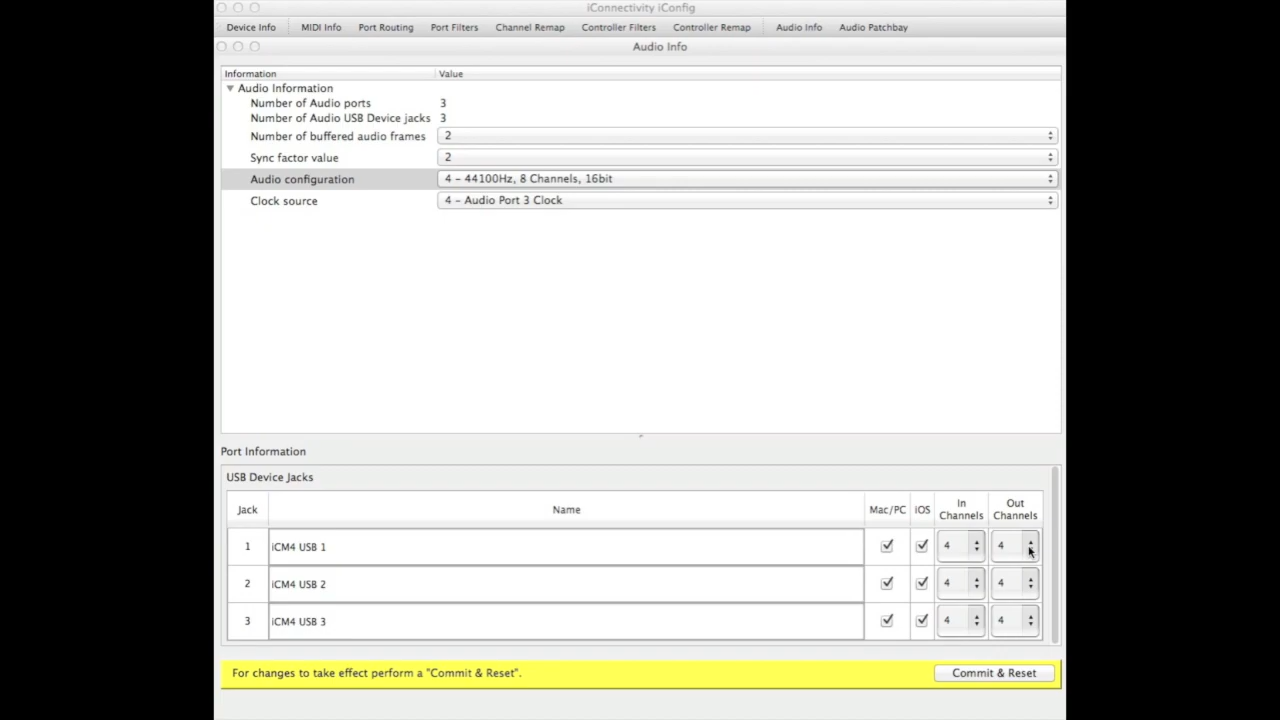 iConnectivity iConfig
Device Info MIDI Info Port Routing Port Filters Channel Remap Controller Filters Controller Remap Audio Info Audio Patchbay
Audio Info
Information Value
Audio Information
Number of Audio ports 3
Number of Audio USB Device jacks 3
Number of buffered audio frames 2
Sync factor value 2
Audio configuration 4 – 44100Hz, 8 Channels, 16bit
Clock source 4 – Audio Port 3 Clock
Port Information
USB Device Jacks
Jack Name Mac/PC iOS In Channels Out Channels
1 iCM4 USB 1 4 4
2 iCM4 USB 2 4 4
3 iCM4 USB 3 4 4
For changes to take effect perform a "Commit & Reset". Commit & Reset